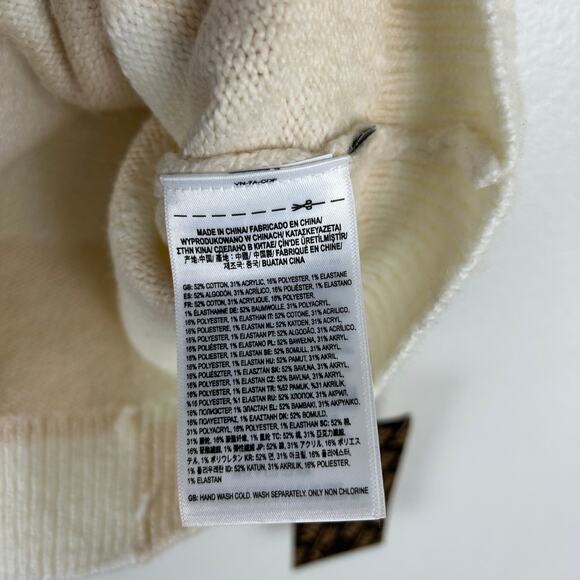 VN-TA-CDF
MADE IN CHINA/ FABRICADO EN CHINA/
WYPRODUKOWANO W CHINACH/ ΚΑΤΑΣΚΕΥΑΖΕΤΑΙ
ΣΤΗΝ ΚΙΝΑ/ СДЕЛАНО В КИТАЕ/ ÇİN'DE ÜRETİLMİŞTİR/
产地:中国/ 產地: 中國/ 中国製/ FABRIQUÉ EN CHINE/
제조국: 중국/ BUATAN CINA
GB: 52% COTTON, 31% ACRYLIC, 16% POLYESTER, 1% ELASTANE
ES: 52% ALGODÓN, 31% ACRÍLICO, 16% POLIÉSTER, 1% ELASTANO
FR: 52% COTON, 31% ACRYLIQUE, 16% POLYESTER,
1% ÉLASTHANNE DE: 52% BAUMWOLLE, 31% POLYACRYL,
16% POLYESTER, 1% ELASTHAN IT: 52% COTONE, 31% ACRILICO,
16% POLIESTERE, 1% ELASTAN NL: 52% KATOEN, 31% ACRYL,
16% POLYESTER, 1% ELASTAAN PT: 52% ALGODÃO, 31% ACRÍLICO,
16% POLIÉSTER, 1% ELASTANO PL: 52% BAWEŁNA, 31% AKRYL,
16% POLIESTER, 1% ELASTAN SE: 52% BOMULL, 31% AKRYL,
16% POLYESTER, 1% ELASTAN HU: 52% PAMUT, 31% AKRIL,
16% POLIÉSZTER, 1% ELASZTÁN SK: 52% BAVLNA, 31% AKRYL,
16% POLYESTER, 1% ELASTAN CZ: 52% BAVLNA, 31% AKRYL,
16% POLYESTER, 1% ELASTAN TR: %52 PAMUK, %31 AKRİLİK,
%16 POLYESTER, %1 ELASTAN RU: 52% ХЛОПОК, 31% АКРИЛ,
16% ПОЛИЭСТЕР, 1% ЭЛАСТАН EL: 52% ΒΑΜΒΑΚΙ, 31% ΑΚΡΥΛΙΚΟ,
16% ΠΟΛΥΕΣΤΕΡΑΣ, 1% ΕΛΑΣΤΑΝΗ DK: 52% BOMULD,
31% POLYACRYL, 16% POLYESTER, 1% ELASTHAN SC: 52% 棉,
31% 腈纶, 16% 聚酯纤维, 1% 氨纶 TC: 52% 棉, 31% 亞克力纖維,
16% 聚酯纖維, 1% 彈性纖維 JP: 52% 綿, 31% アクリル, 16% ポリエス
テル, 1% ポリウレタン KR: 52% 면, 31% 아크릴, 16% 폴리에스터,
1% 폴리우레탄 ID: 52% KATUN, 31% AKRILIK, 16% POLIESTER,
1% ELASTAN
GB: HAND WASH COLD. WASH SEPARATELY. ONLY NON CHLORINE